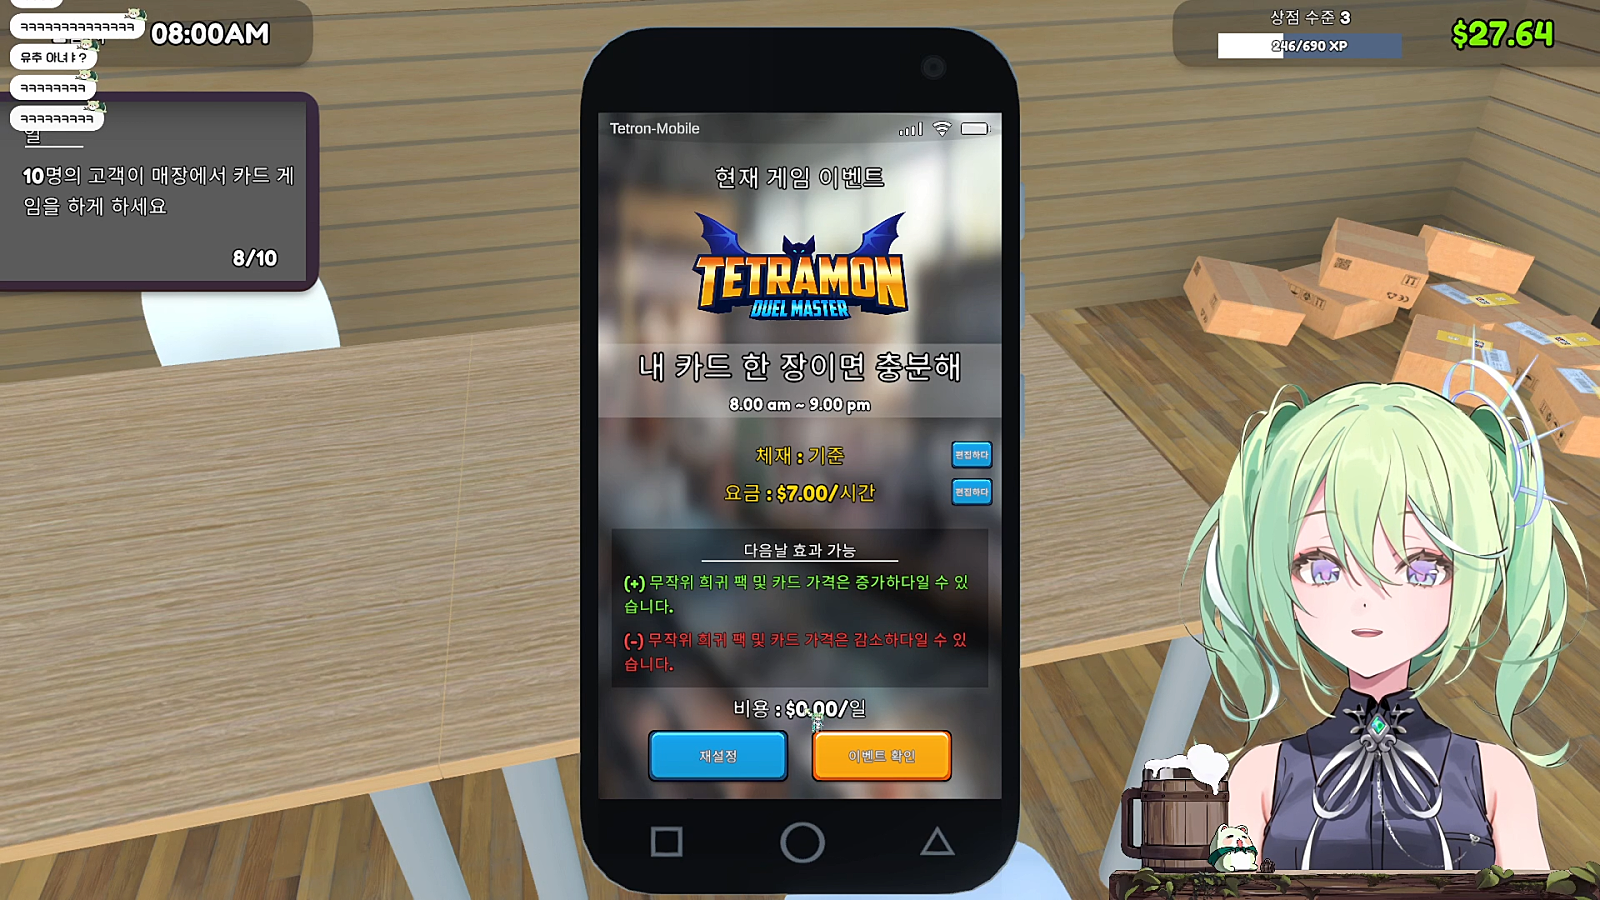 ㅋㅋㅋㅋㅋㅋㅋㅋㅋㅋㅋㅋㅋㅋ
유추 아녀ㅑ?
ㅋㅋㅋㅋㅋㅋㅋㅋ
ㅋㅋㅋㅋㅋㅋㅋㅋㅋ
08:00AM
일
10명의 고객이 매장에서 카드 게
임을 하게 하세요
8/10
상점 수준 3
246/690 XP
$27.64
Tetron-Mobile
현재 게임 이벤트
TETRAMON
DUEL MASTER
내 카드 한 장이면 충분해
8.00 am ~ 9.00 pm
체재 : 기준
편집하다
요금 : $7.00/시간
편집하다
다음날 효과 가능
(+) 무작위 희귀 팩 및 카드 가격은 증가하다일 수 있
습니다.
(-) 무작위 희귀 팩 및 카드 가격은 감소하다일 수 있
습니다.
비용 : $0.00/일
재설정
이벤트 확인